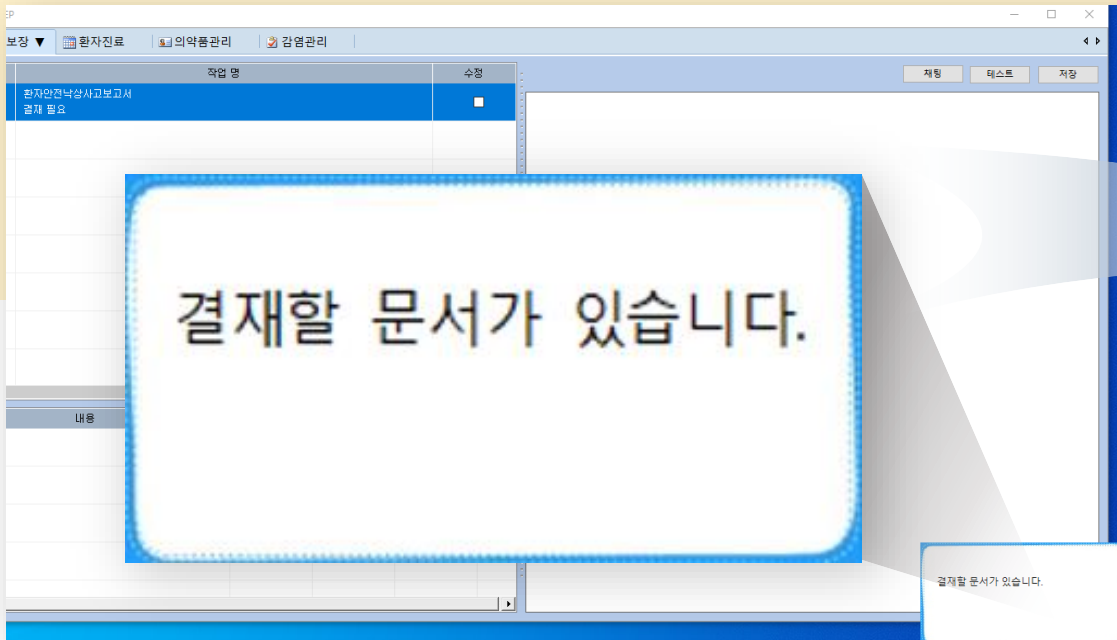 EP
보장 ▼ 환자진료 의약품관리 감염관리
작업 명 수정
채팅 테스트 저장
환자안전낙상사고보고서
결재 필요
결재할 문서가 있습니다.
내용
결재할 문서가 있습니다.